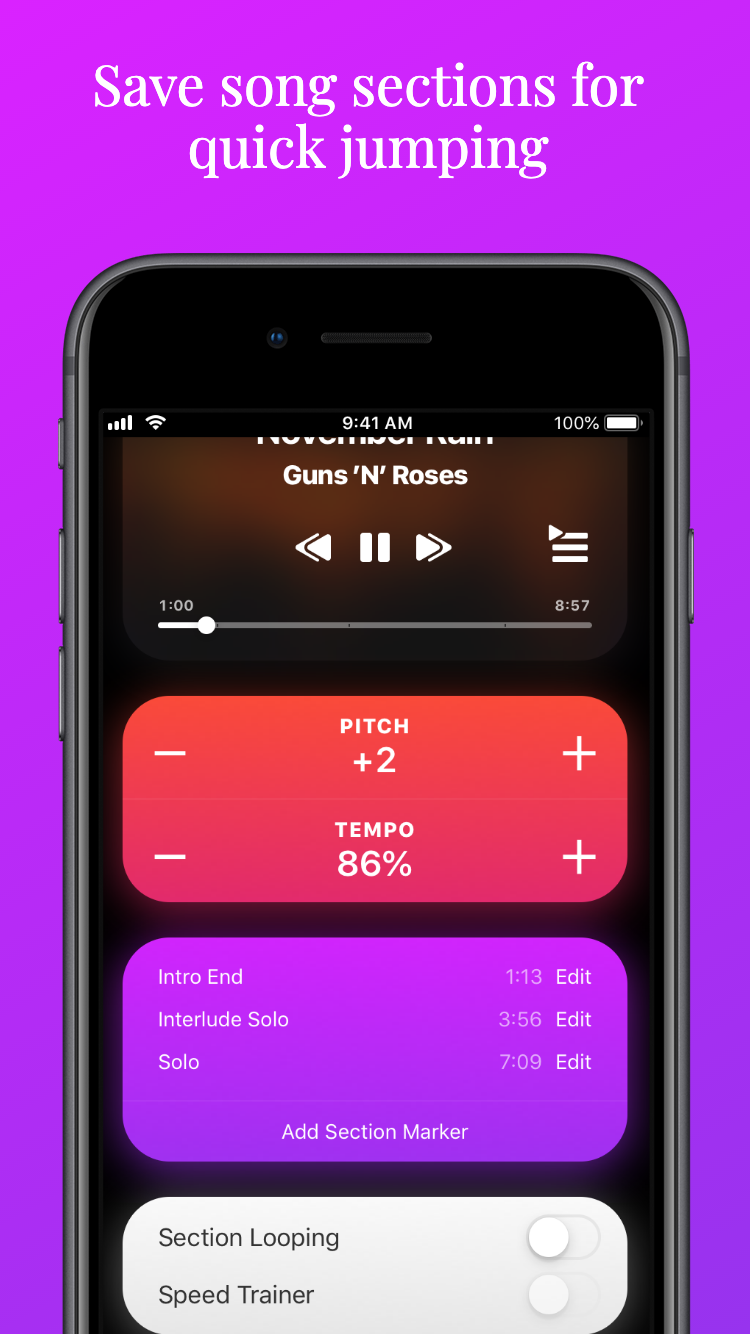 Save song sections for
quick jumping
9:41 AM
100%
November Rain
Guns ’N’ Roses
1:00
8:57
PITCH
+2
TEMPO
86%
Intro End 1:13 Edit
Interlude Solo 3:56 Edit
Solo 7:09 Edit
Add Section Marker
Section Looping
Speed Trainer